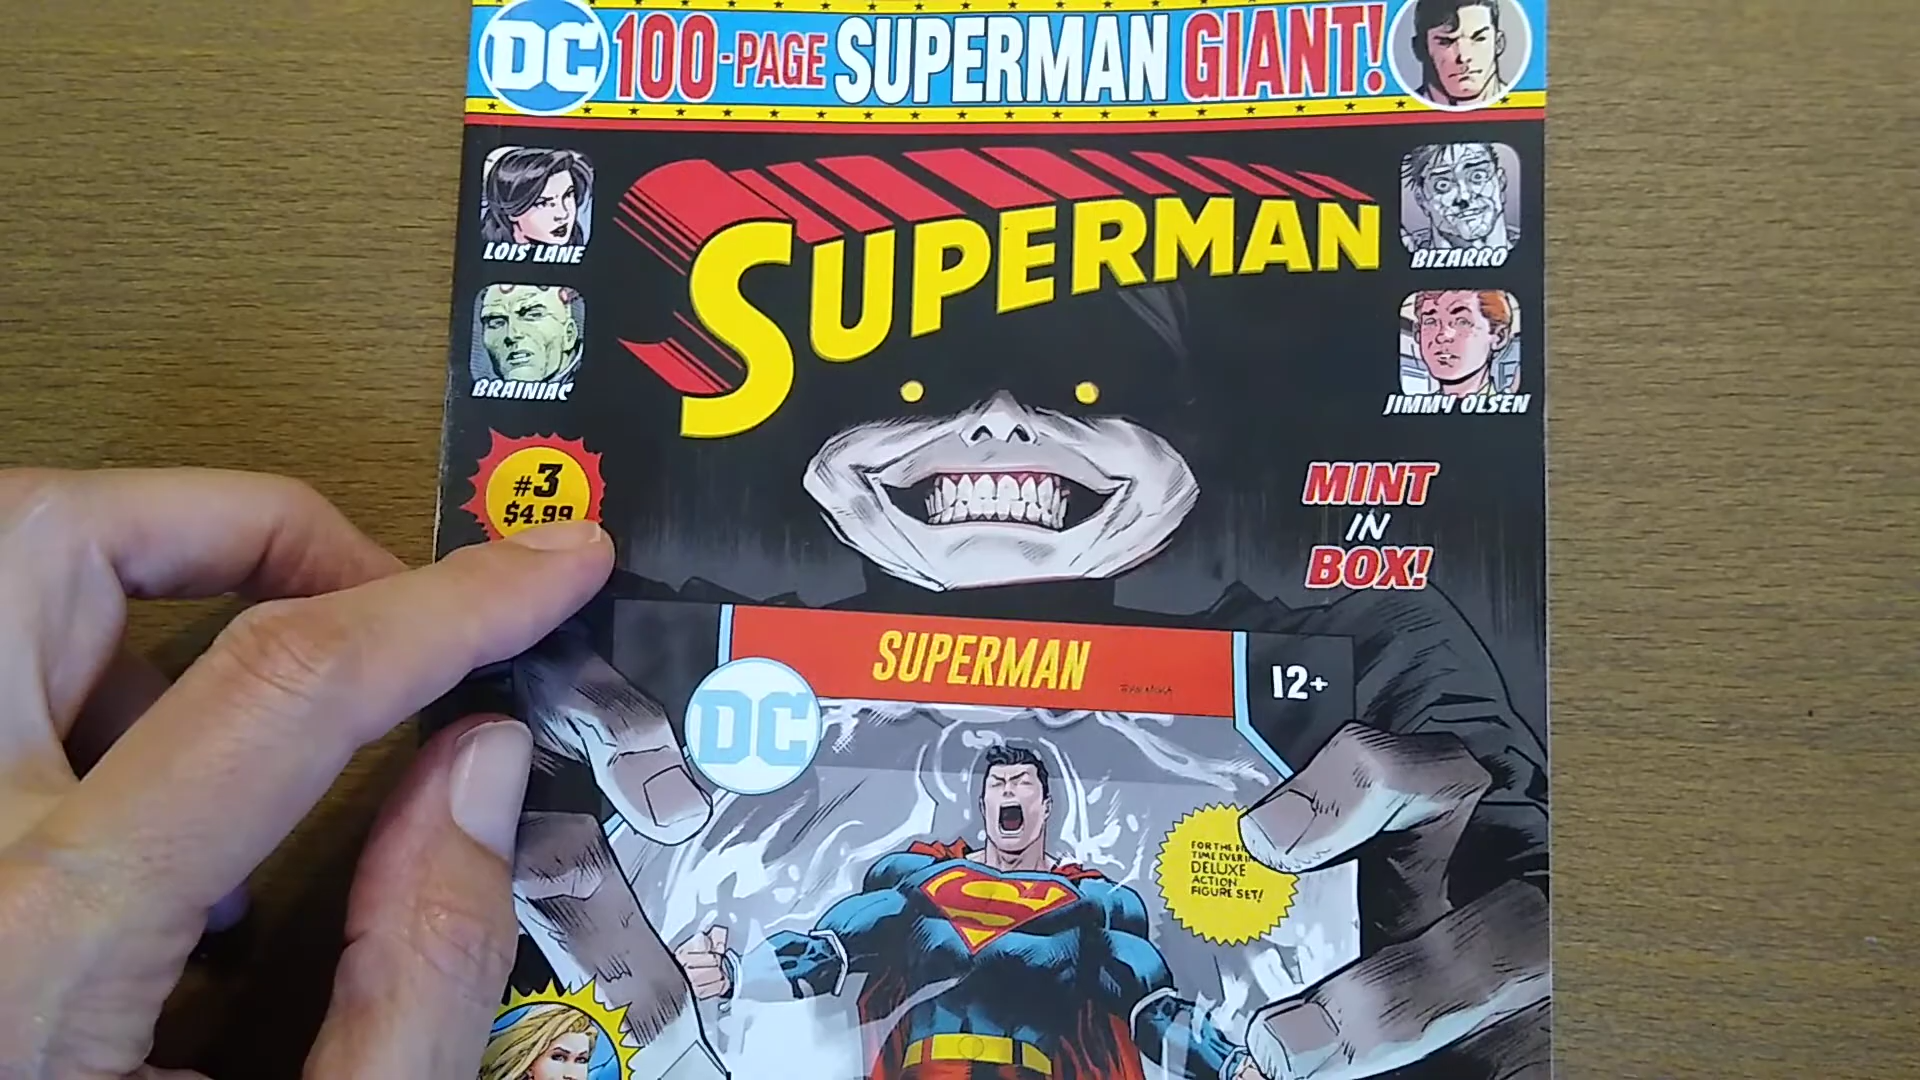 DC 100-PAGE SUPERMAN GIANT!
SUPERMAN
LOIS LANE
BRAINIAC
BIZARRO
JIMMY OLSEN
#3
$4.99
MINT
IN
BOX!
SUPERMAN
12+
DC
S
FOR THE
TIME EVER IN
DELUXE
ACTION
FIGURE SET!